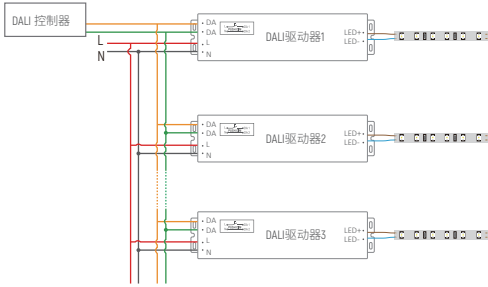 DALI 控制器
L
N
DA
DA
L
N
DALI驱动器1
LED+
LED-
DA
DA
L
N
DALI驱动器2
LED+
LED-
DA
DA
L
N
DALI驱动器3
LED+
LED-